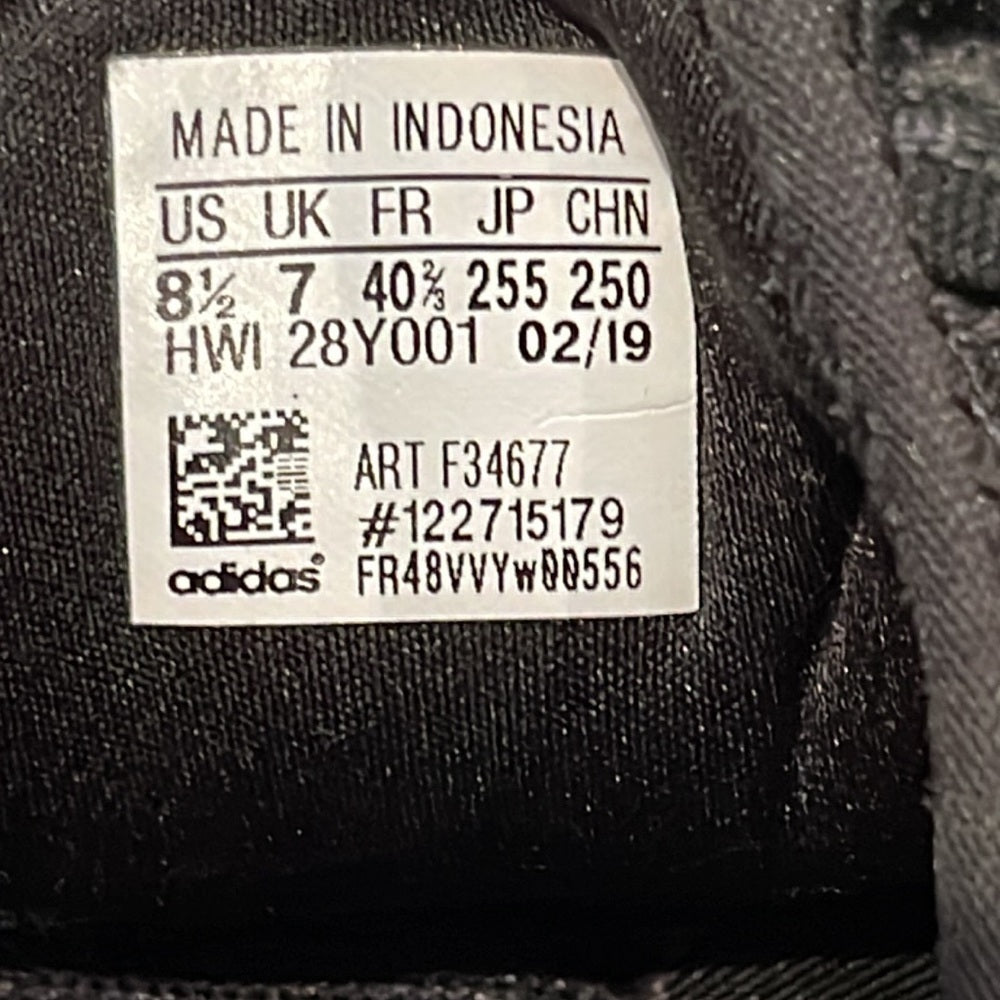 MADE IN INDONESIA
US UK FR JP CHN
8½ 7 40⅔ 255 250
HWI 28Y001 02/19
ART F34677
#122715179
adidas® FR48VVYw00556